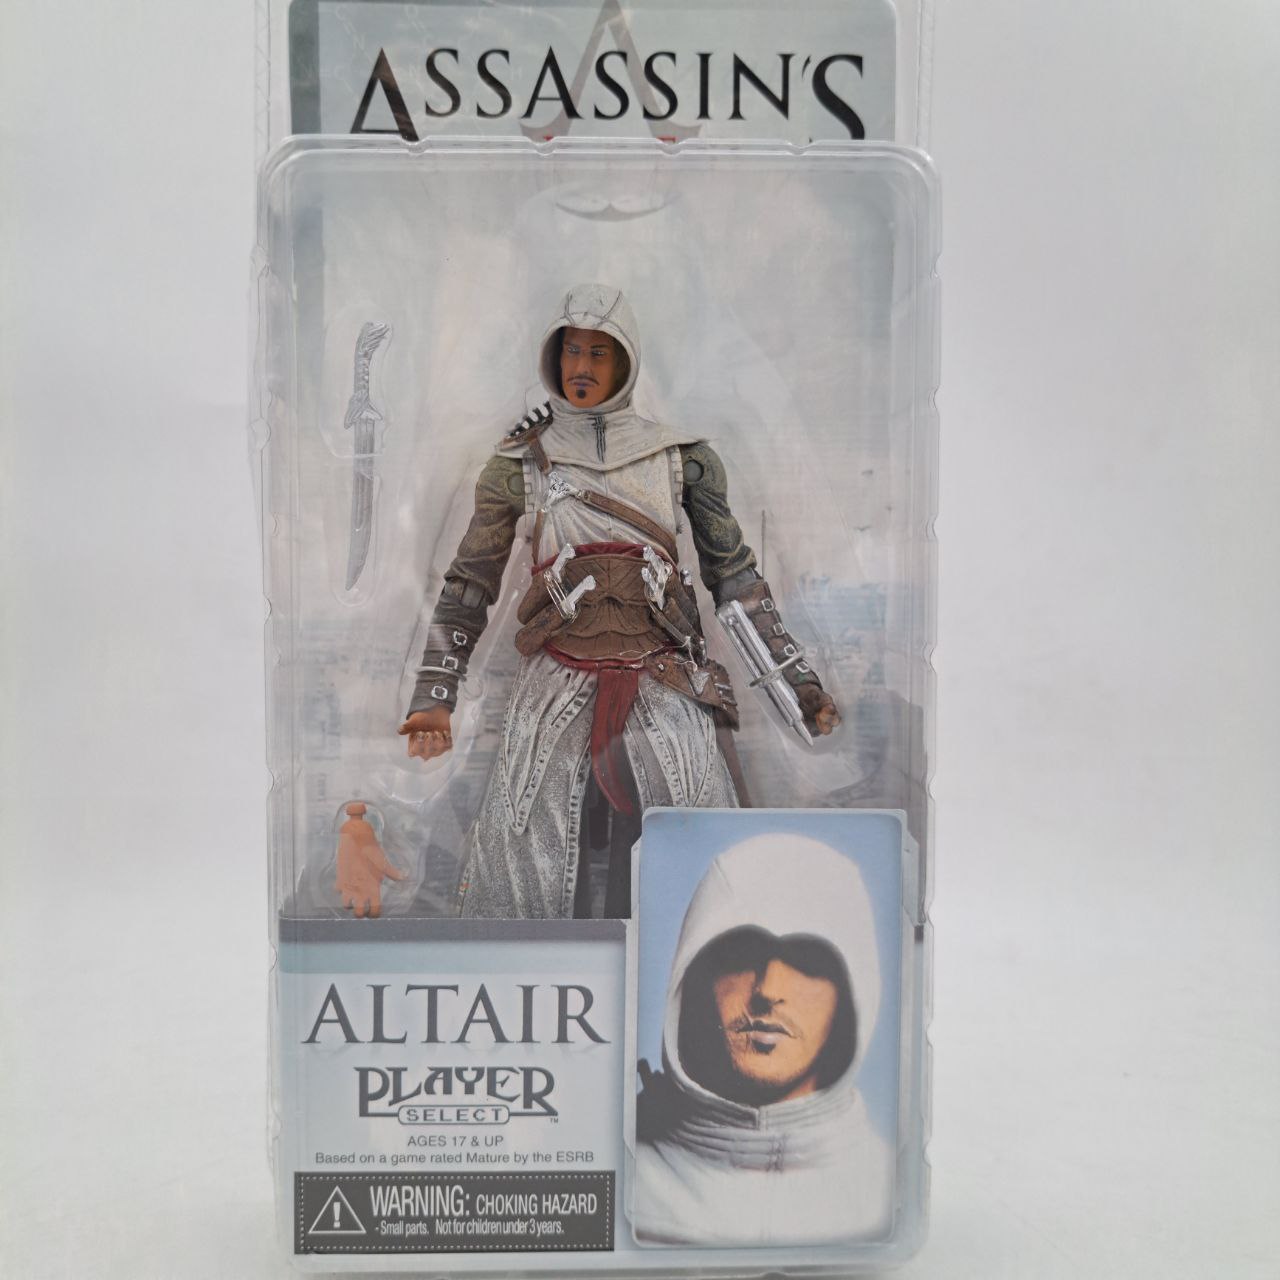 ASSASSIN'S
ALTAIR
PLAYER
SELECT™
AGES 17 & UP
Based on a game rated Mature by the ESRB
WARNING: CHOKING HAZARD
- Small parts. Not for children under 3 years.